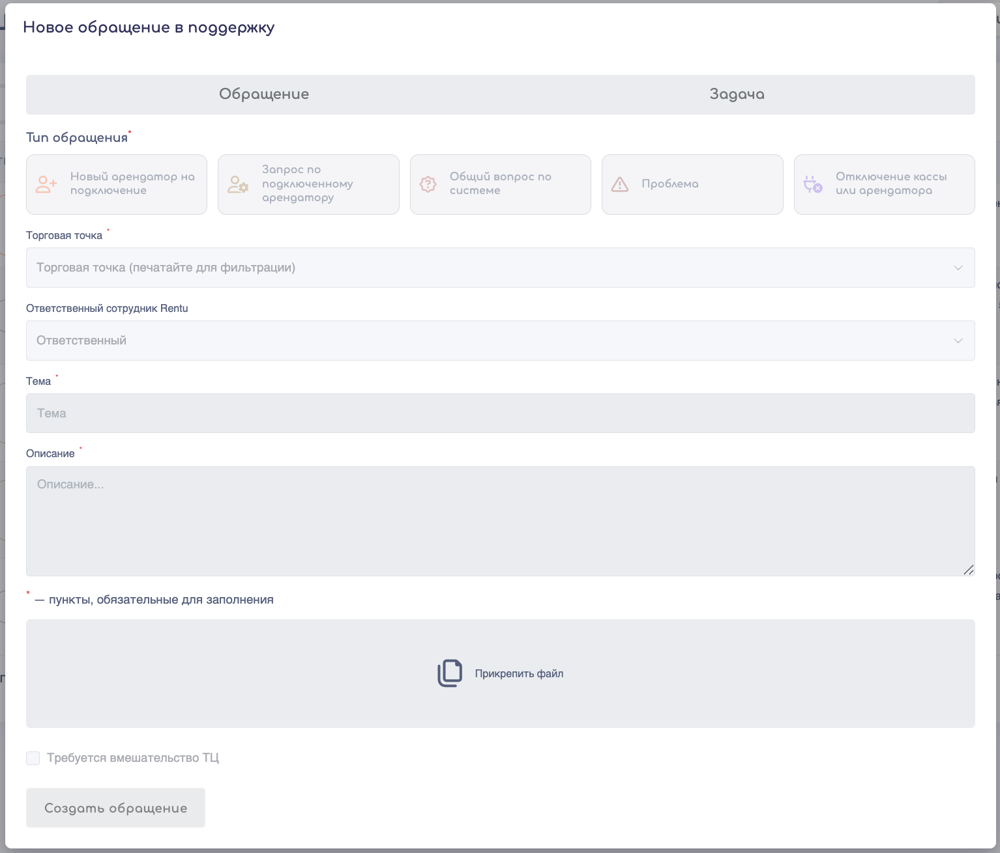 Новое обращение в поддержку
Обращение
Задача
Тип обращения*
Новый арендатор на
подключение
Запрос по
подключенному
арендатору
Общий вопрос по
системе
Проблема
Отключение кассы
или арендатора
Торговая точка *
Торговая точка (печатайте для фильтрации)
Ответственный сотрудник Rentu
Ответственный
Тема *
Тема
Описание *
Описание...
* — пункты, обязательные для заполнения
Прикрепить файл
Требуется вмешательство ТЦ
Создать обращение